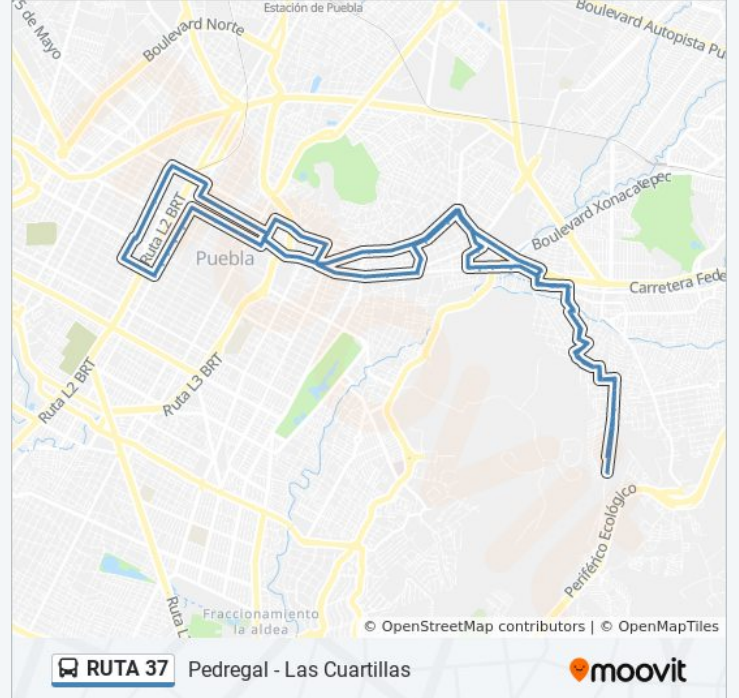 Estación de Puebla
5 de Mayo
Boulevard Norte
Boulevard Autopista Pu
Boulevard Xonacatepec
Ruta L2 BRT
Puebla
Carretera Fede
Ruta L2 BRT
Ruta L3 BRT
Periférico Ecológico
Ruta L
Fraccionamiento
la aldea
© OpenStreetMap contributors | © OpenMapTiles
RUTA 37 Pedregal - Las Cuartillas
moovit